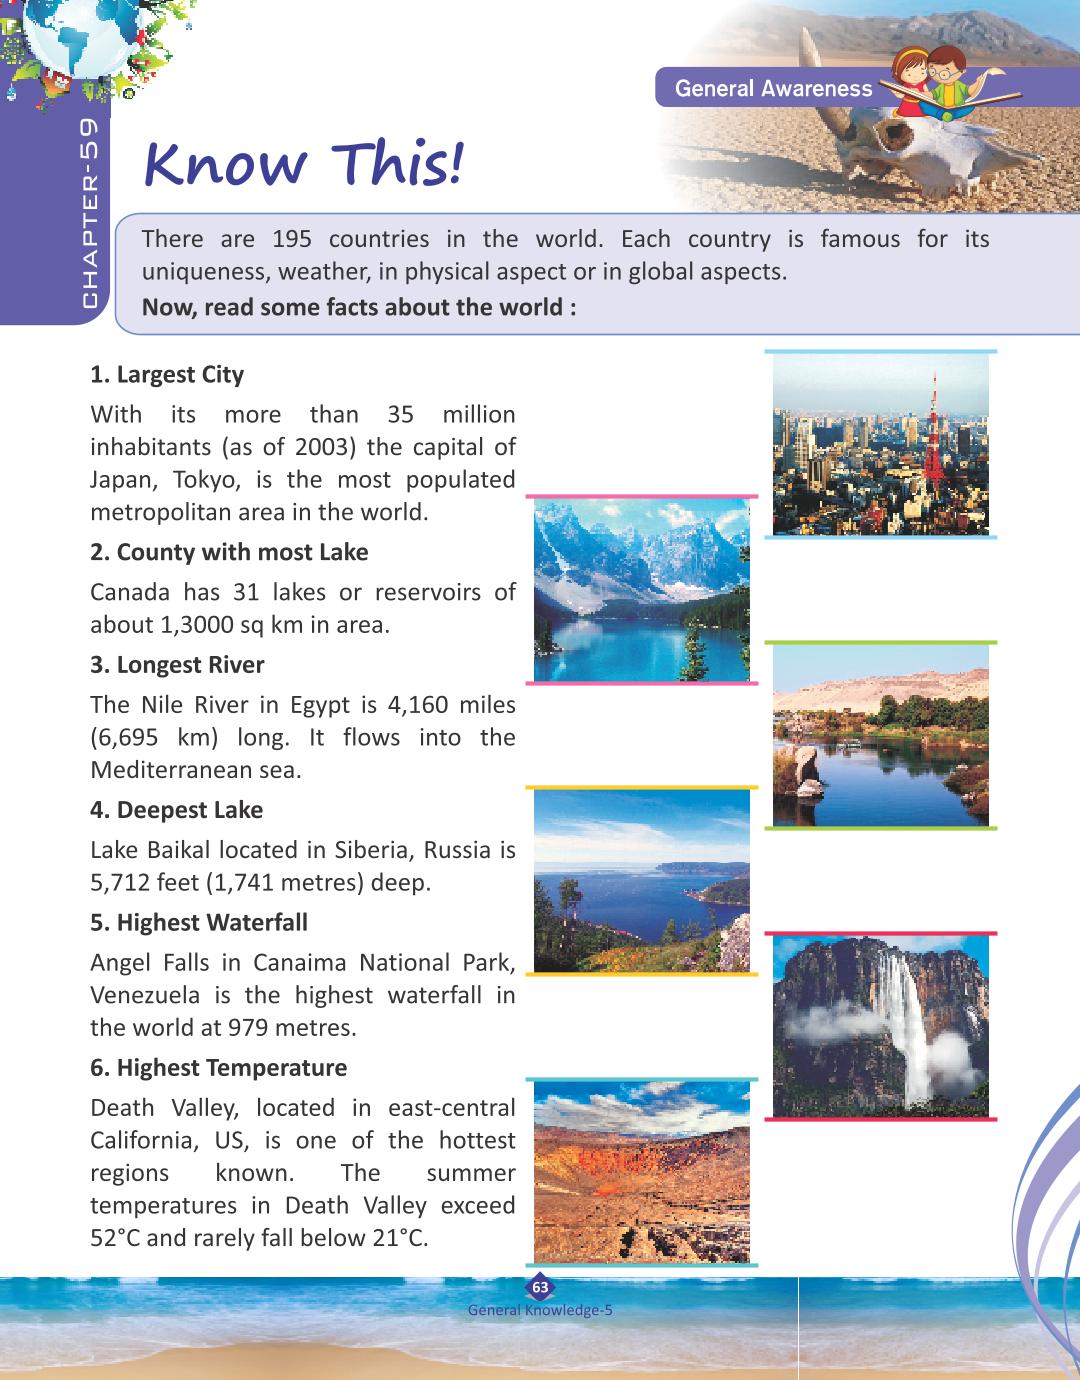 General Awareness
CHAPTER-59
Know This!
There are 195 countries in the world. Each country is famous for its
uniqueness, weather, in physical aspect or in global aspects.
Now, read some facts about the world :
1. Largest City
With its more than 35 million
inhabitants (as of 2003) the capital of
Japan, Tokyo, is the most populated
metropolitan area in the world.
2. County with most Lake
Canada has 31 lakes or reservoirs of
about 1,3000 sq km in area.
3. Longest River
The Nile River in Egypt is 4,160 miles
(6,695 km) long. It flows into the
Mediterranean sea.
4. Deepest Lake
Lake Baikal located in Siberia, Russia is
5,712 feet (1,741 metres) deep.
5. Highest Waterfall
Angel Falls in Canaima National Park,
Venezuela is the highest waterfall in
the world at 979 metres.
6. Highest Temperature
Death Valley, located in east-central
California, US, is one of the hottest
regions known. The summer
temperatures in Death Valley exceed
52°C and rarely fall below 21°C.
63
General Knowledge-5